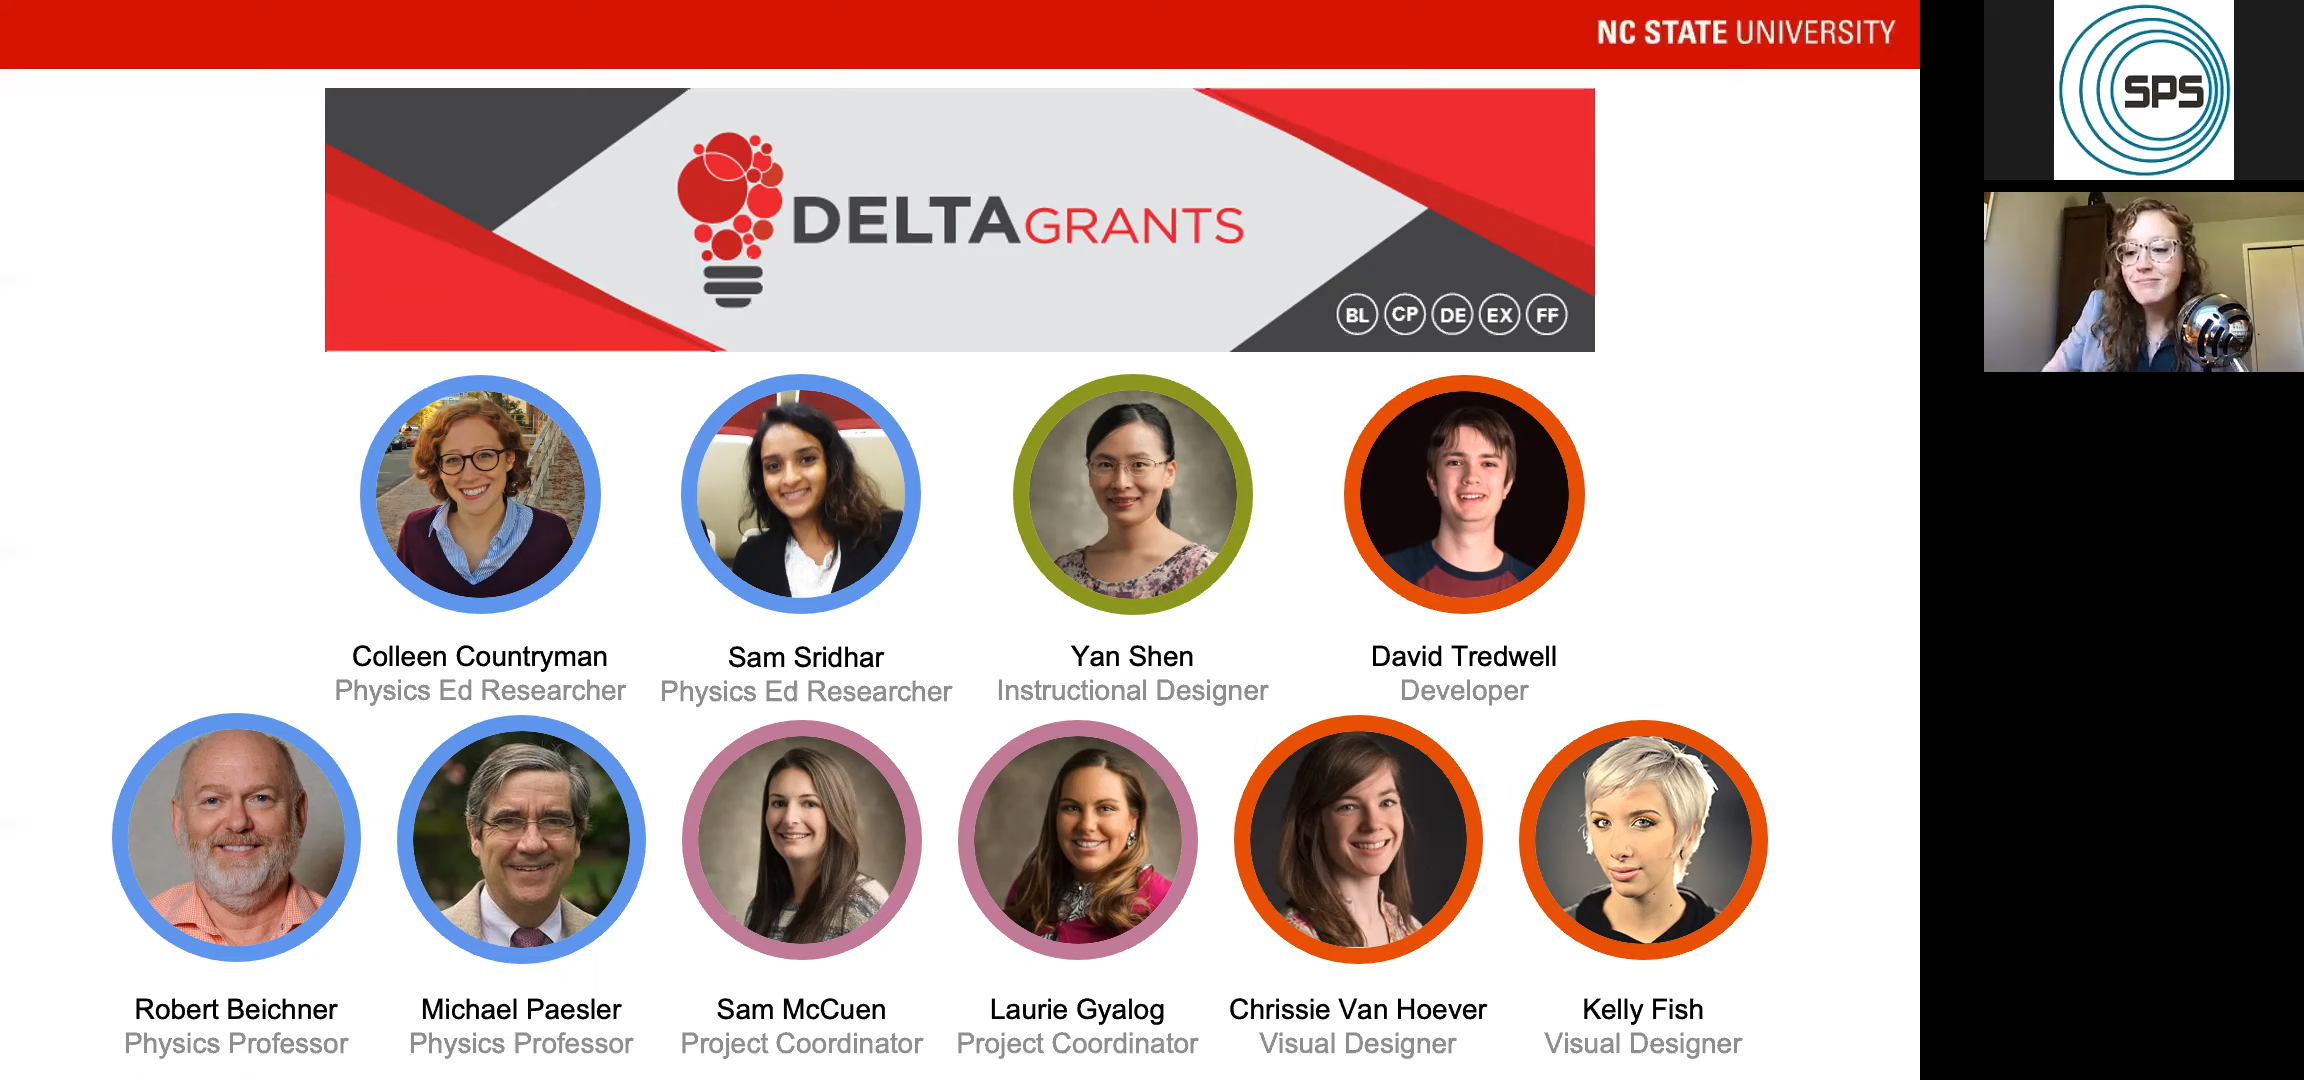 NC STATE UNIVERSITY
SPS
DELTA GRANTS
BL CP DE EX FF
Colleen Countryman
Physics Ed Researcher
Sam Sridhar
Physics Ed Researcher
Yan Shen
Instructional Designer
David Tredwell
Developer
Robert Beichner
Physics Professor
Michael Paesler
Physics Professor
Sam McCuen
Project Coordinator
Laurie Gyalog
Project Coordinator
Chrissie Van Hoever
Visual Designer
Kelly Fish
Visual Designer